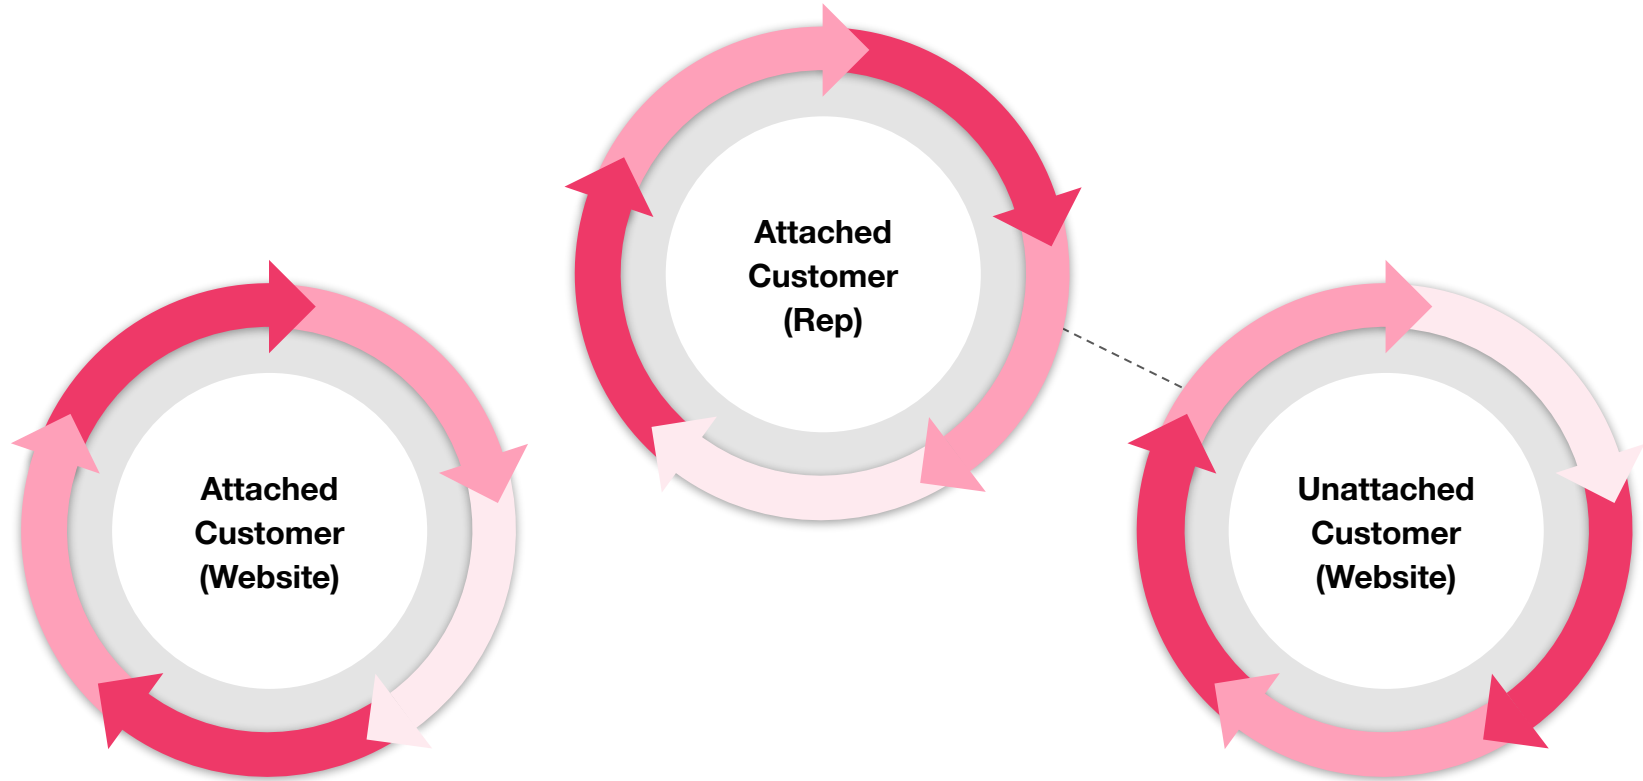 Attached
Customer
(Rep)
Attached
Customer
(Website)
Unattached
Customer
(Website)